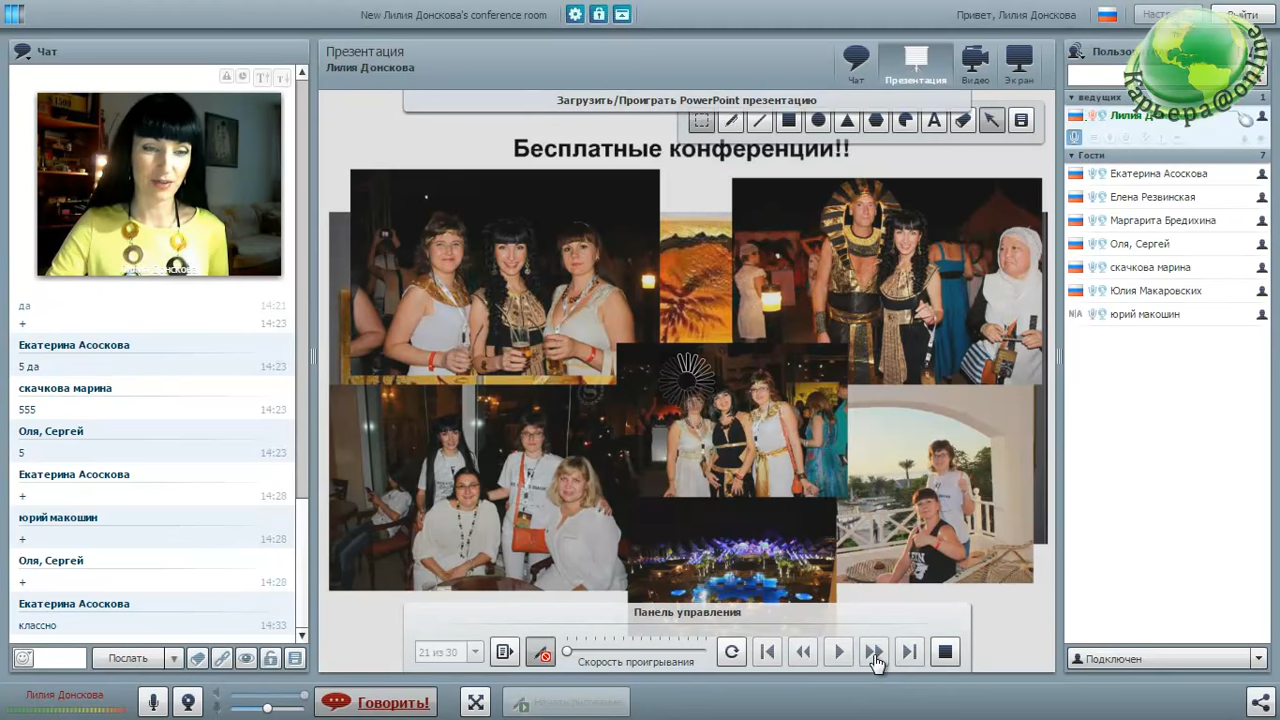 New Лилия Донскова's conference room
Привет, Лилия Донскова
Выйти
Чат
Презентация
Лилия Донскова
Чат
Презентация
Видео
Экран
Загрузить/Проиграть PowerPoint презентацию
Бесплатные конференции!!
да 14:21
+ 14:23
Екатерина Асоскова
5 да 14:23
скачкова марина
555 14:23
Оля, Сергей
5 14:23
Екатерина Асоскова
+ 14:28
юрий макошин
+ 14:28
Оля, Сергей
+ 14:28
Екатерина Асоскова
классно 14:33
Послать
Панель управления
21 из 30
Скорость проигрывания
Лилия Донскова
Говорить!
Карьера@online
ведущих 1
Гости 7
Екатерина Асоскова
Елена Резвинская
Маргарита Бредихина
Оля, Сергей
скачкова марина
Юлия Макаровских
N|A юрий макошин
Подключен